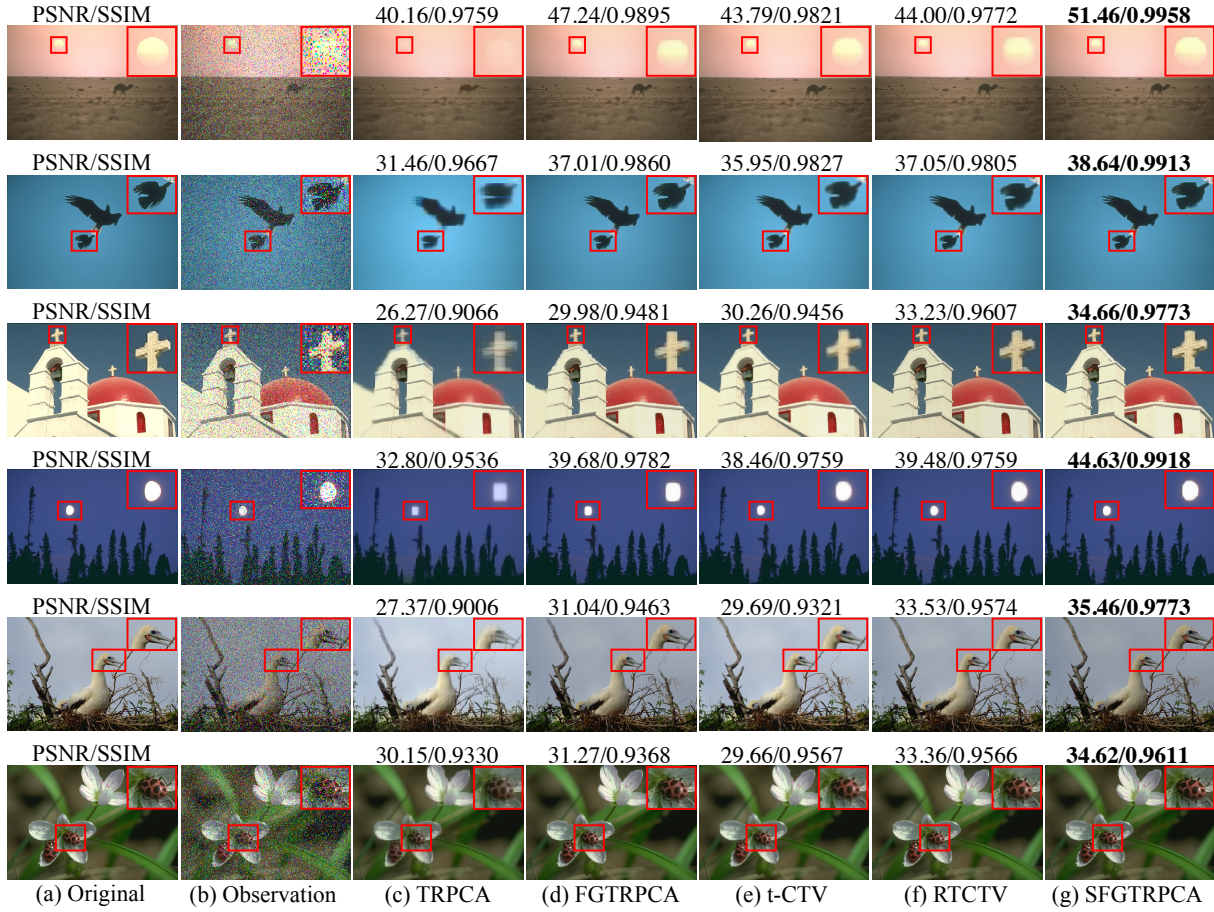 PSNR/SSIM 40.16/0.9759 47.24/0.9895 43.79/0.9821 44.00/0.9772 51.46/0.9958
PSNR/SSIM 31.46/0.9667 37.01/0.9860 35.95/0.9827 37.05/0.9805 38.64/0.9913
PSNR/SSIM 26.27/0.9066 29.98/0.9481 30.26/0.9456 33.23/0.9607 34.66/0.9773
PSNR/SSIM 32.80/0.9536 39.68/0.9782 38.46/0.9759 39.48/0.9759 44.63/0.9918
PSNR/SSIM 27.37/0.9006 31.04/0.9463 29.69/0.9321 33.53/0.9574 35.46/0.9773
PSNR/SSIM 30.15/0.9330 31.27/0.9368 29.66/0.9567 33.36/0.9566 34.62/0.9611
(a) Original (b) Observation (c) TRPCA (d) FGTRPCA (e) t-CTV (f) RTCTV (g) SFGTRPCA